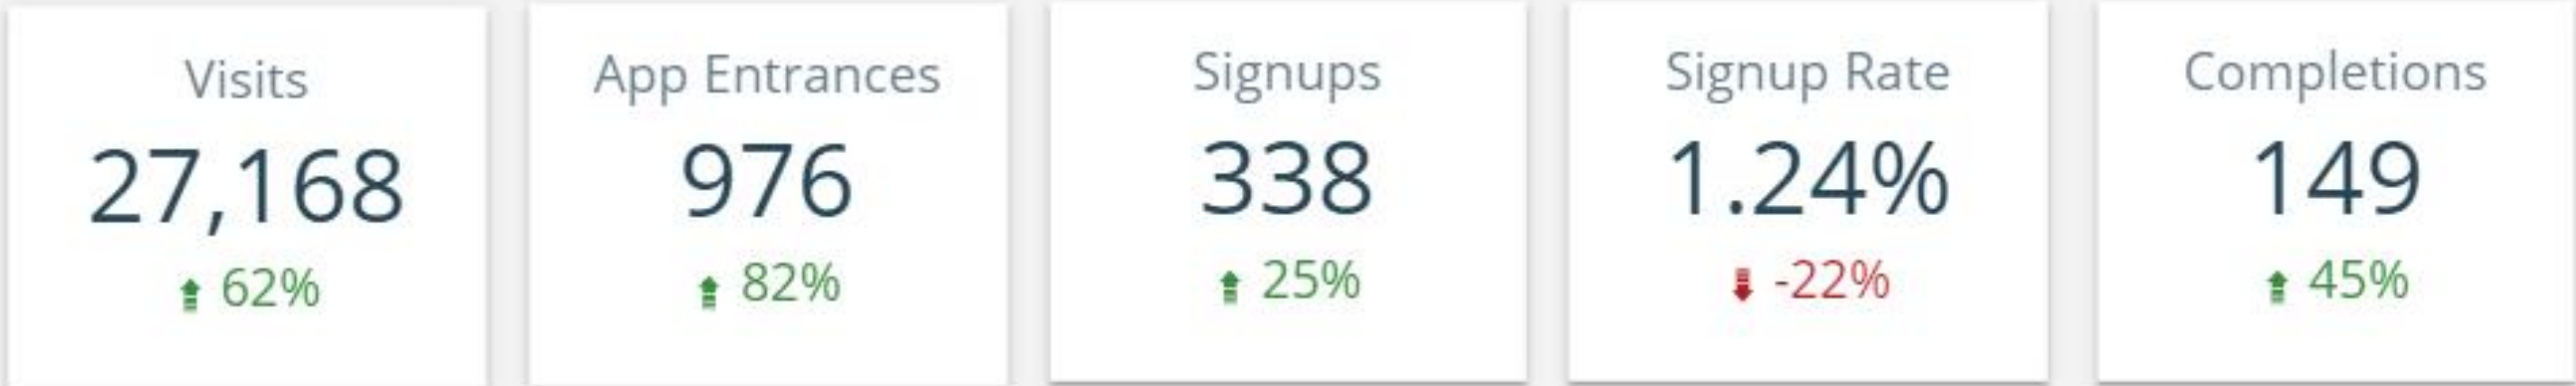 Visits
27,168
62%
App Entrances
976
82%
Signups
338
25%
Signup Rate
1.24%
-22%
Completions
149
45%